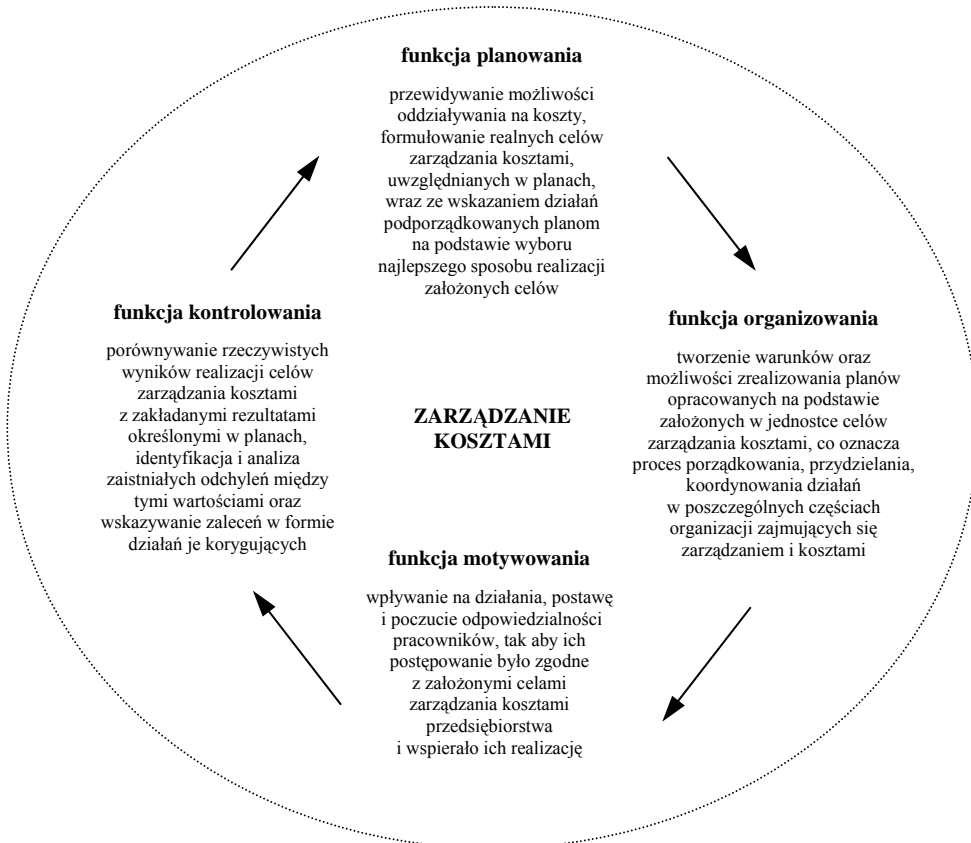 funkcja planowania
przewidywanie możliwości
oddziaływania na koszty,
formułowanie realnych celów
zarządzania kosztami,
uwzględnianych w planach,
wraz ze wskazaniem działań
podporządkowanych planom
na podstawie wyboru
najlepszego sposobu realizacji
założonych celów
funkcja kontrolowania
porównywanie rzeczywistych
wyników realizacji celów
zarządzania kosztami
z zakładanymi rezultatami
określonymi w planach,
identyfikacja i analiza
zaistniałych odchyleń między
tymi wartościami oraz
wskazywanie zaleceń w formie
działań je korygujących
ZARZĄDZANIE
KOSZTAMI
funkcja organizowania
tworzenie warunków oraz
możliwości zrealizowania planów
opracowanych na podstawie
założonych w jednostce celów
zarządzania kosztami, co oznacza
proces porządkowania, przydzielania,
koordynowania działań
w poszczególnych częściach
organizacji zajmujących się
zarządzaniem i kosztami
funkcja motywowania
wpływanie na działania, postawę
i poczucie odpowiedzialności
pracowników, tak aby ich
postępowanie było zgodne
z założonymi celami
zarządzania kosztami
przedsiębiorstwa
i wspierało ich realizację